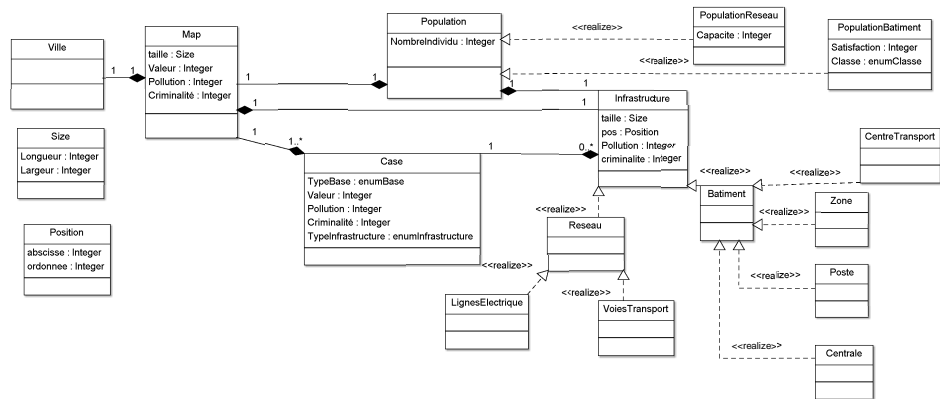 Ville
Map
taille : Size
Valeur : Integer
Pollution : Integer
Criminalité : Integer
Population
NombreIndividu : Integer
PopulationReseau
Capacite : Integer
PopulationBatiment
Satisfaction : Integer
Classe : enumClasse
<<realize>>
<<realize>>
1
1
1
1
1
1
1
1
1
1..*
1
0..*
Size
Longueur : Integer
Largeur : Integer
Infrastructure
taille : Size
pos : Position
Pollution : Integer
criminalite : Integer
Case
TypeBase : enumBase
Valeur : Integer
Pollution : Integer
Criminalité : Integer
TypeInfrastructure : enumInfrastructure
CentreTransport
<<realize>>
<<realize>>
Batiment
Zone
<<realize>>
Position
abscisse : Integer
ordonnee : Integer
<<realize>>
Reseau
<<realize>>
<<realize>>
<<realize>>
Poste
LignesElectrique
VoiesTransport
<<realize>>
Centrale